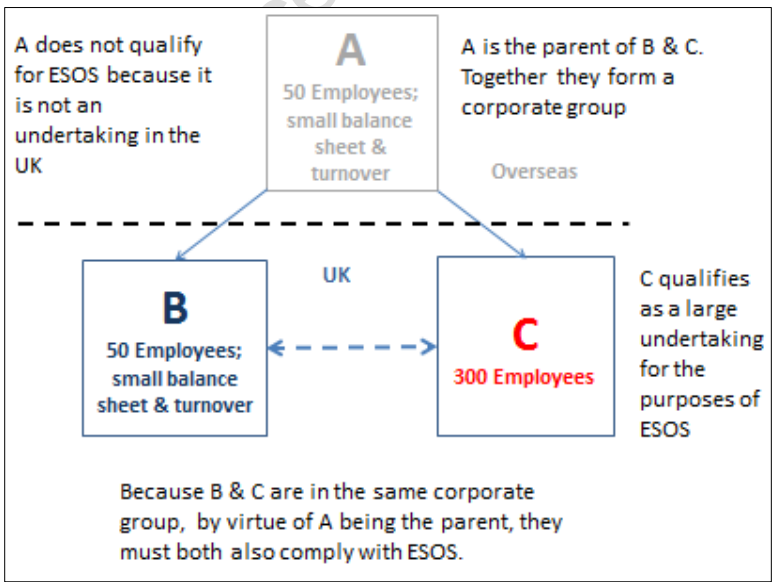 A does not qualify
for ESOS because it
is not an
undertaking in the
UK
A
50 Employees;
small balance
sheet &
turnover
A is the parent of B & C.
Together they form a
corporate group
Overseas
UK
B
50 Employees;
small balance
sheet & turnover
C
300 Employees
C qualifies
as a large
undertaking
for the
purposes of
ESOS
Because B & C are in the same corporate
group, by virtue of A being the parent, they
must both also comply with ESOS.